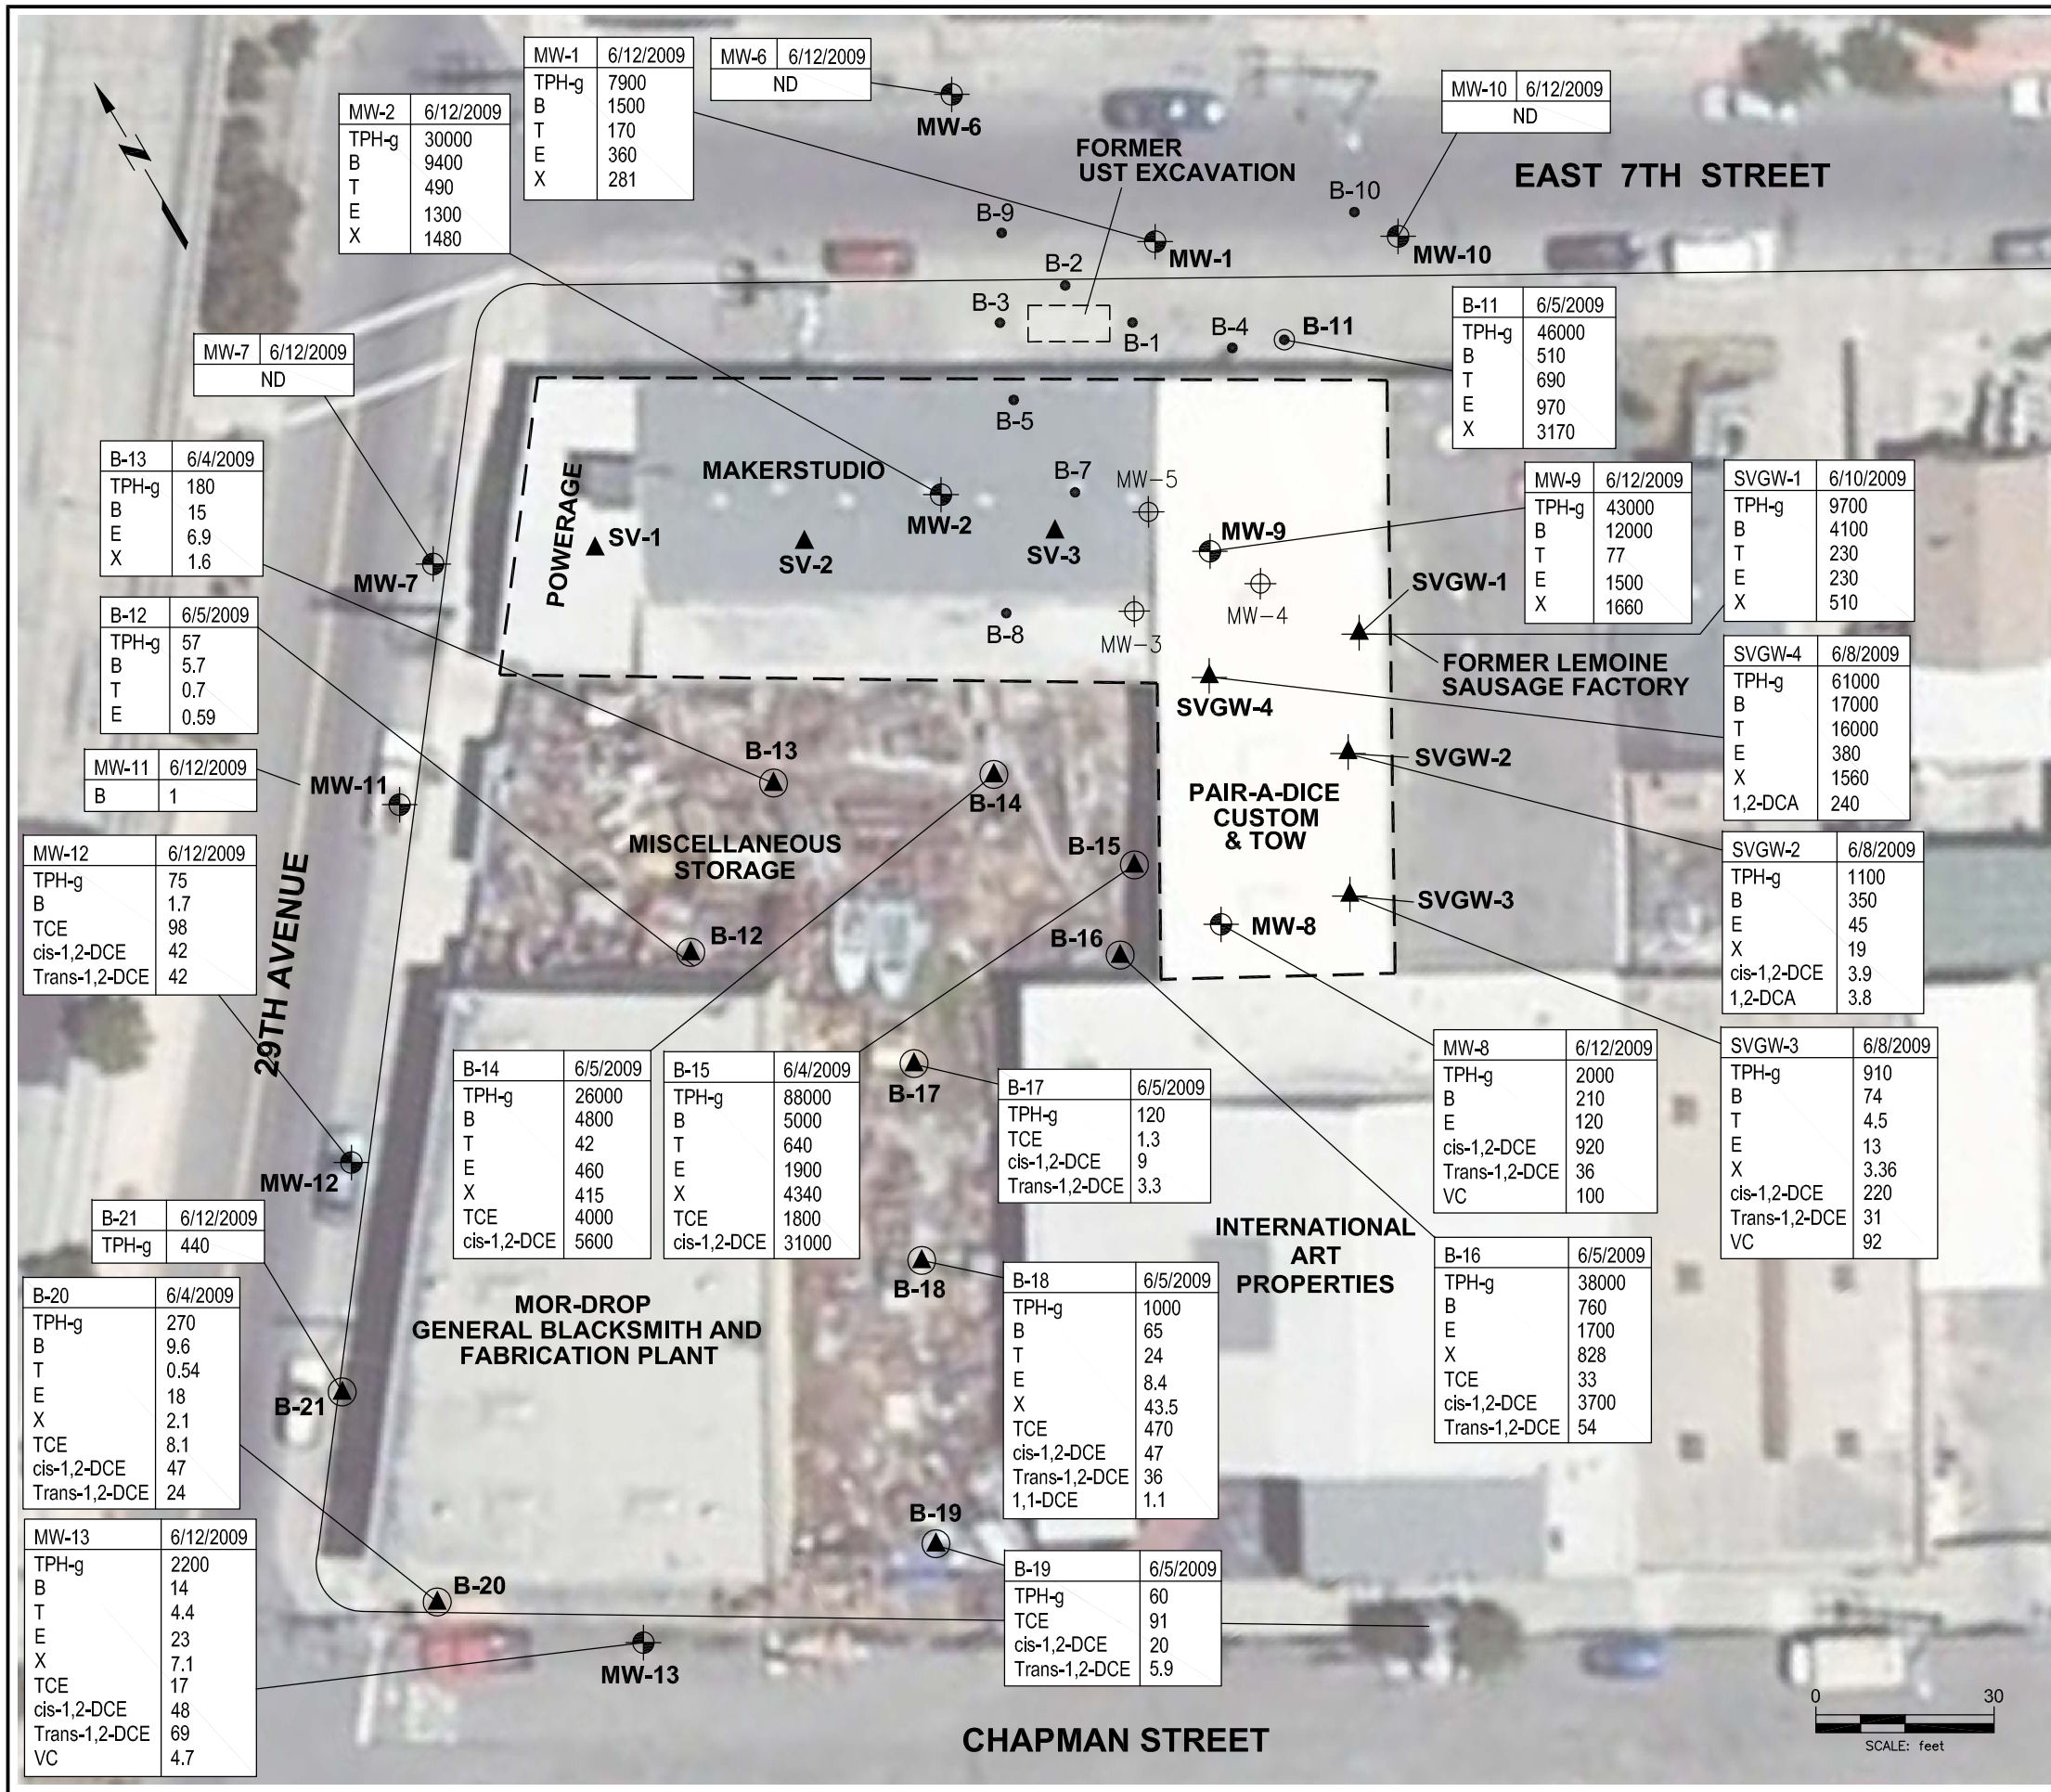 MW-1 6/12/2009
TPH-g 7900
B 1500
T 170
E 360
X 281
MW-6 6/12/2009
ND
MW-10 6/12/2009
ND
MW-2 6/12/2009
TPH-g 30000
B 9400
T 490
E 1300
X 1480
Z
MW-6
FORMER
UST EXCAVATION
EAST 7TH STREET
B-10
B-9
MW-1
MW-10
B-2
B-3
B-1
B-4
B-11
B-11 6/5/2009
TPH-g 46000
B 510
T 690
E 970
X 3170
MW-7 6/12/2009
ND
B-5
B-13 6/4/2009
TPH-g 180
B 15
E 6.9
X 1.6
POWERAGE
MAKERSTUDIO
B-7
MW-5
MW-2
MW-9
SV-1
SV-2
SV-3
MW-7
MW-9 6/12/2009
TPH-g 43000
B 12000
T 77
E 1500
X 1660
SVGW-1 6/10/2009
TPH-g 9700
B 4100
T 230
E 230
X 510
SVGW-1
MW-4
B-8
MW-3
B-12 6/5/2009
TPH-g 57
B 5.7
T 0.7
E 0.59
FORMER LEMOINE
SAUSAGE FACTORY
SVGW-4
SVGW-4 6/8/2009
TPH-g 61000
B 17000
T 16000
E 380
X 1560
1,2-DCA 240
MW-11 6/12/2009
B 1
MW-11
B-13
B-14
SVGW-2
PAIR-A-DICE
CUSTOM
& TOW
MISCELLANEOUS
STORAGE
B-15
MW-12 6/12/2009
TPH-g 75
B 1.7
TCE 98
cis-1,2-DCE 42
Trans-1,2-DCE 42
SVGW-2 6/8/2009
TPH-g 1100
B 350
E 45
X 19
cis-1,2-DCE 3.9
1,2-DCA 3.8
SVGW-3
B-12
B-16
MW-8
29TH AVENUE
B-14 6/5/2009
TPH-g 26000
B 4800
T 42
E 460
X 415
TCE 4000
cis-1,2-DCE 5600
B-15 6/4/2009
TPH-g 88000
B 5000
T 640
E 1900
X 4340
TCE 1800
cis-1,2-DCE 31000
B-17
B-17 6/5/2009
TPH-g 120
TCE 1.3
cis-1,2-DCE 9
Trans-1,2-DCE 3.3
MW-8 6/12/2009
TPH-g 2000
B 210
E 120
cis-1,2-DCE 920
Trans-1,2-DCE 36
VC 100
SVGW-3 6/8/2009
TPH-g 910
B 74
T 4.5
E 13
X 3.36
cis-1,2-DCE 220
Trans-1,2-DCE 31
VC 92
MW-12
B-21 6/12/2009
TPH-g 440
INTERNATIONAL
ART
PROPERTIES
B-16 6/5/2009
TPH-g 38000
B 760
E 1700
X 828
TCE 33
cis-1,2-DCE 3700
Trans-1,2-DCE 54
B-18
B-18 6/5/2009
TPH-g 1000
B 65
T 24
E 8.4
X 43.5
TCE 470
cis-1,2-DCE 47
Trans-1,2-DCE 36
1,1-DCE 1.1
B-20 6/4/2009
TPH-g 270
B 9.6
T 0.54
E 18
X 2.1
TCE 8.1
cis-1,2-DCE 47
Trans-1,2-DCE 24
MOR-DROP
GENERAL BLACKSMITH AND
FABRICATION PLANT
B-21
B-19
B-19 6/5/2009
TPH-g 60
TCE 91
cis-1,2-DCE 20
Trans-1,2-DCE 5.9
MW-13 6/12/2009
TPH-g 2200
B 14
T 4.4
E 23
X 7.1
TCE 17
cis-1,2-DCE 48
Trans-1,2-DCE 69
VC 4.7
B-20
MW-13
CHAPMAN STREET
0 30
SCALE: feet